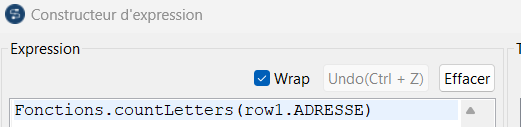 Constructeur d'expression
Expression
Wrap Undo(Ctrl + Z) Effacer
Fonctions.countLetters(row1.ADRESSE)